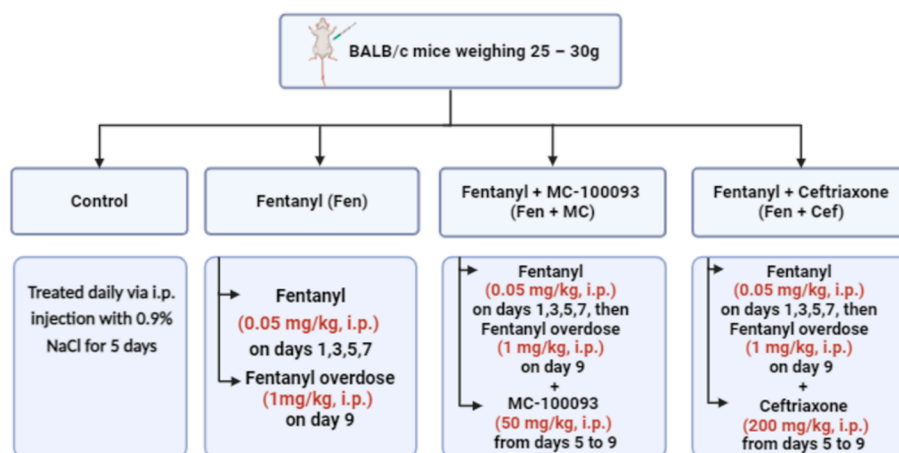 BALB/c mice weighing 25 – 30g
Control
Fentanyl (Fen)
Fentanyl + MC-100093
(Fen + MC)
Fentanyl + Ceftriaxone
(Fen + Cef)
Treated daily via i.p.
injection with 0.9%
NaCl for 5 days
Fentanyl
(0.05 mg/kg, i.p.)
on days 1,3,5,7
Fentanyl overdose
(1mg/kg, i.p.)
on day 9
Fentanyl
(0.05 mg/kg, i.p.)
on days 1,3,5,7, then
Fentanyl overdose
(1 mg/kg, i.p.)
on day 9
+
MC-100093
(50 mg/kg, i.p.)
from days 5 to 9
Fentanyl
(0.05 mg/kg, i.p.)
on days 1,3,5,7, then
Fentanyl overdose
(1 mg/kg, i.p.)
on day 9
+
Ceftriaxone
(200 mg/kg, i.p.)
from days 5 to 9